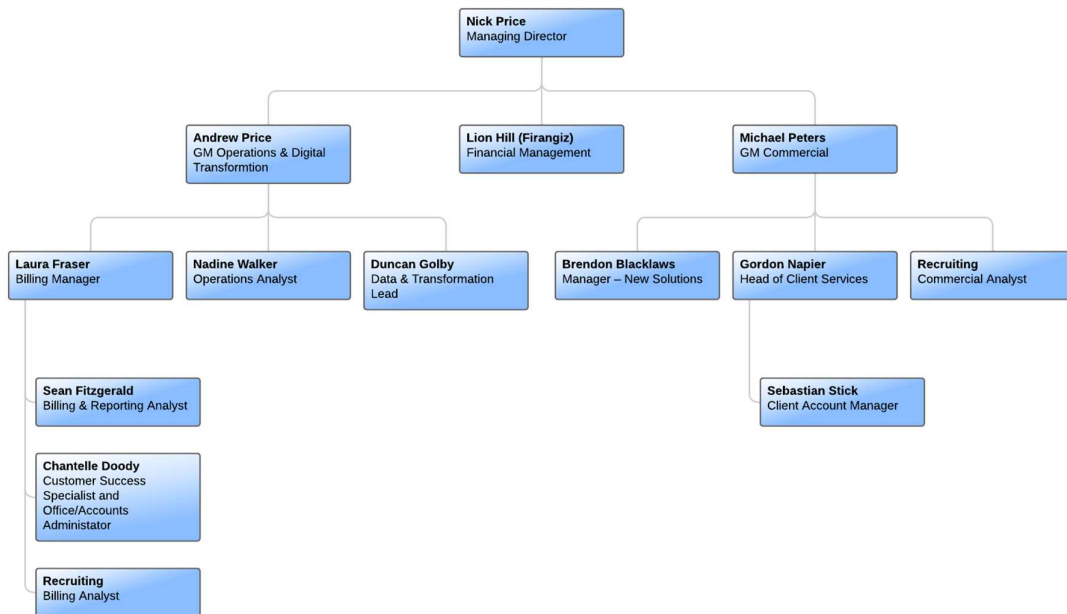 Nick Price
Managing Director
Andrew Price
GM Operations & Digital
Transformtion
Lion Hill (Firangiz)
Financial Management
Michael Peters
GM Commercial
Laura Fraser
Billing Manager
Nadine Walker
Operations Analyst
Duncan Golby
Data & Transformation
Lead
Brendon Blacklaws
Manager – New Solutions
Gordon Napier
Head of Client Services
Recruiting
Commercial Analyst
Sean Fitzgerald
Billing & Reporting Analyst
Sebastian Stick
Client Account Manager
Chantelle Doody
Customer Success
Specialist and
Office/Accounts
Administator
Recruiting
Billing Analyst